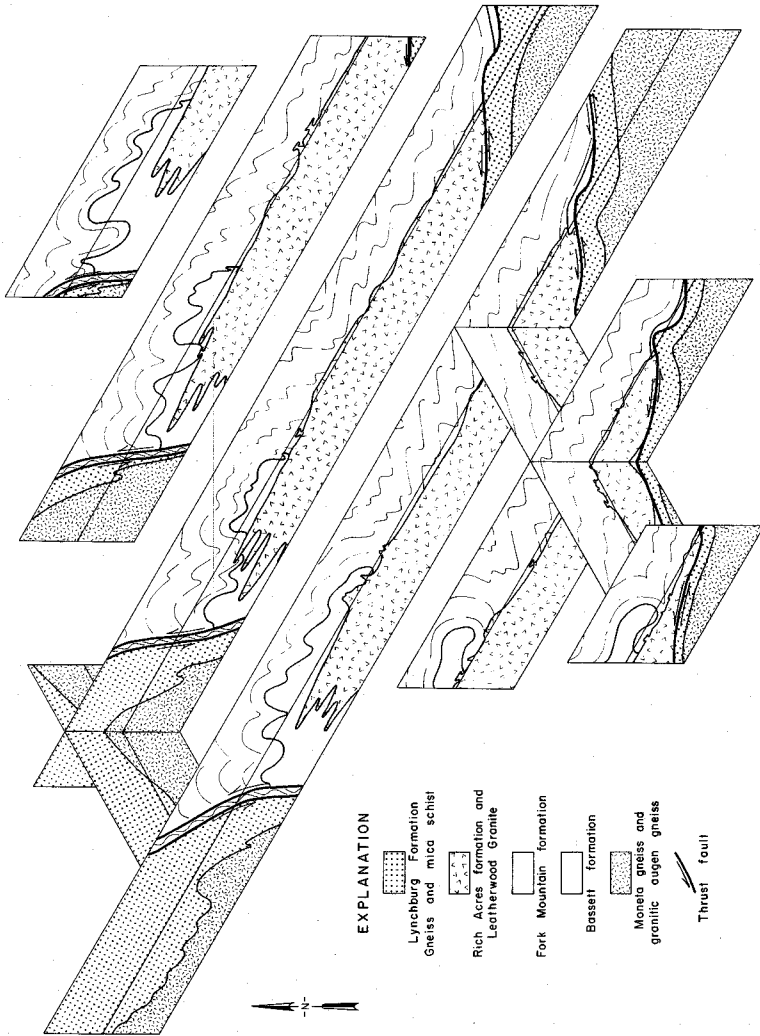 EXPLANATION
Lynchburg Formation
Gneiss and mica schist
Rich Acres formation and
Leatherwood Granite
Fork Mountain formation
Bassett formation
Moneta gneiss and
granitic augen gneiss
Thrust fault
-N-